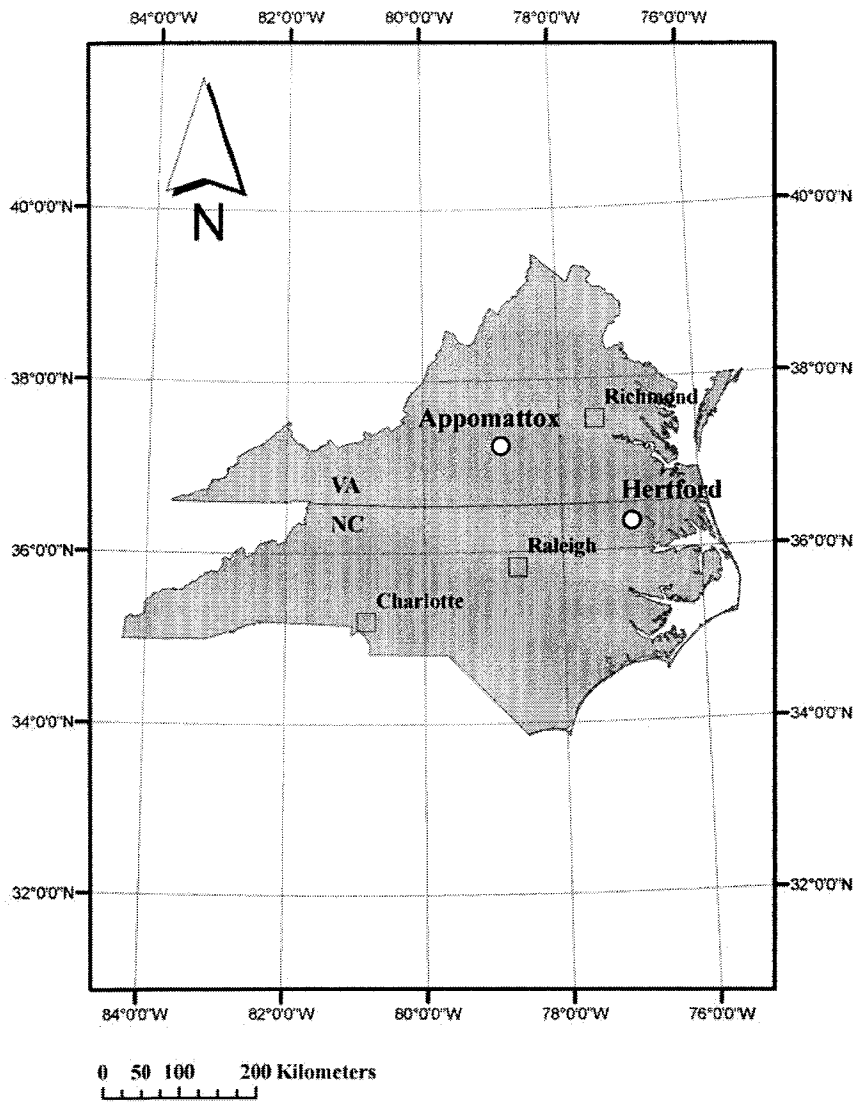 84°0'0"W 82°0'0"W 80°0'0"W 78°0'0"W 76°0'0"W
N
40°0'0"N 40°0'0"N
38°0'0"N 38°0'0"N
Richmond
Appomattox
VA
Hertford
NC
36°0'0"N 36°0'0"N
Raleigh
Charlotte
34°0'0"N 34°0'0"N
32°0'0"N 32°0'0"N
84°0'0"W 82°0'0"W 80°0'0"W 78°0'0"W 76°0'0"W
0 50 100 200 Kilometers